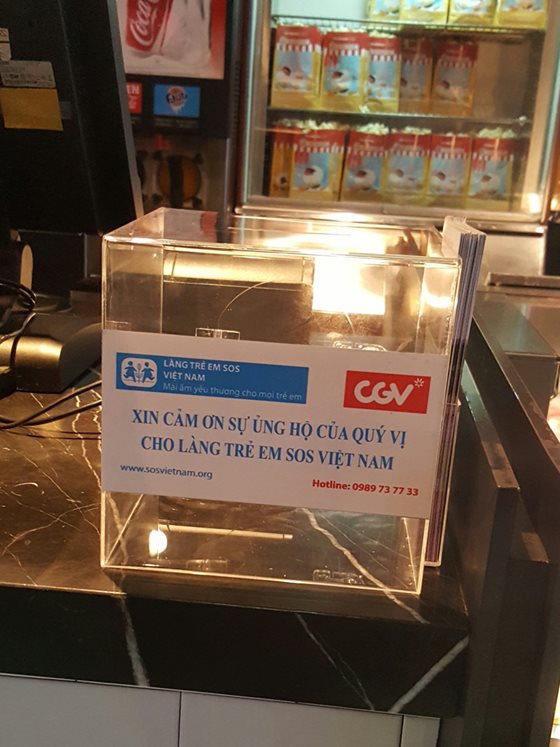 Coca-Cola
LÀNG TRẺ EM SOS
VIỆT NAM
Mái ấm yêu thương cho mọi trẻ em
CGV
XIN CẢM ƠN SỰ ỦNG HỘ CỦA QUÝ VỊ
CHO LÀNG TRẺ EM SOS VIỆT NAM
www.sosvietnam.org
Hotline: 0989 73 77 33